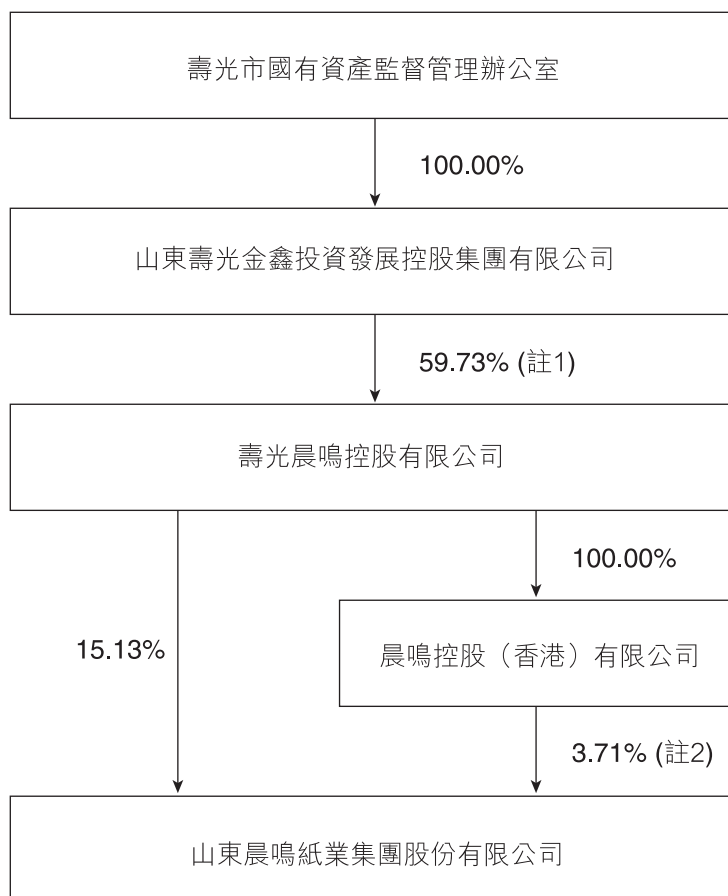 壽光市國有資產監督管理辦公室
100.00%
山東壽光金鑫投資發展控股集團有限公司
59.73% (註1)
壽光晨鳴控股有限公司
100.00%
15.13%
晨鳴控股（香港）有限公司
3.71% (註2)
山東晨鳴紙業集團股份有限公司